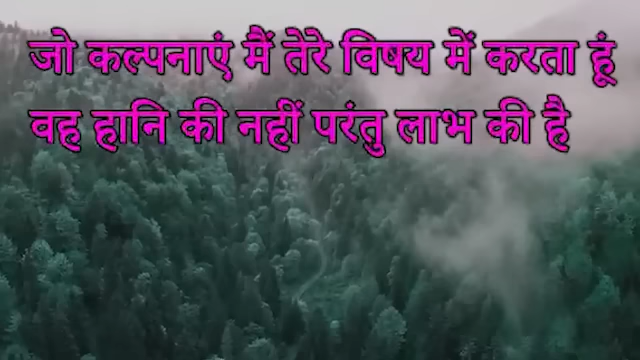 जो कल्पनाएं मैं तेरे विषय में करता हूं
वह हानि की नहीं परंतु लाभ की है